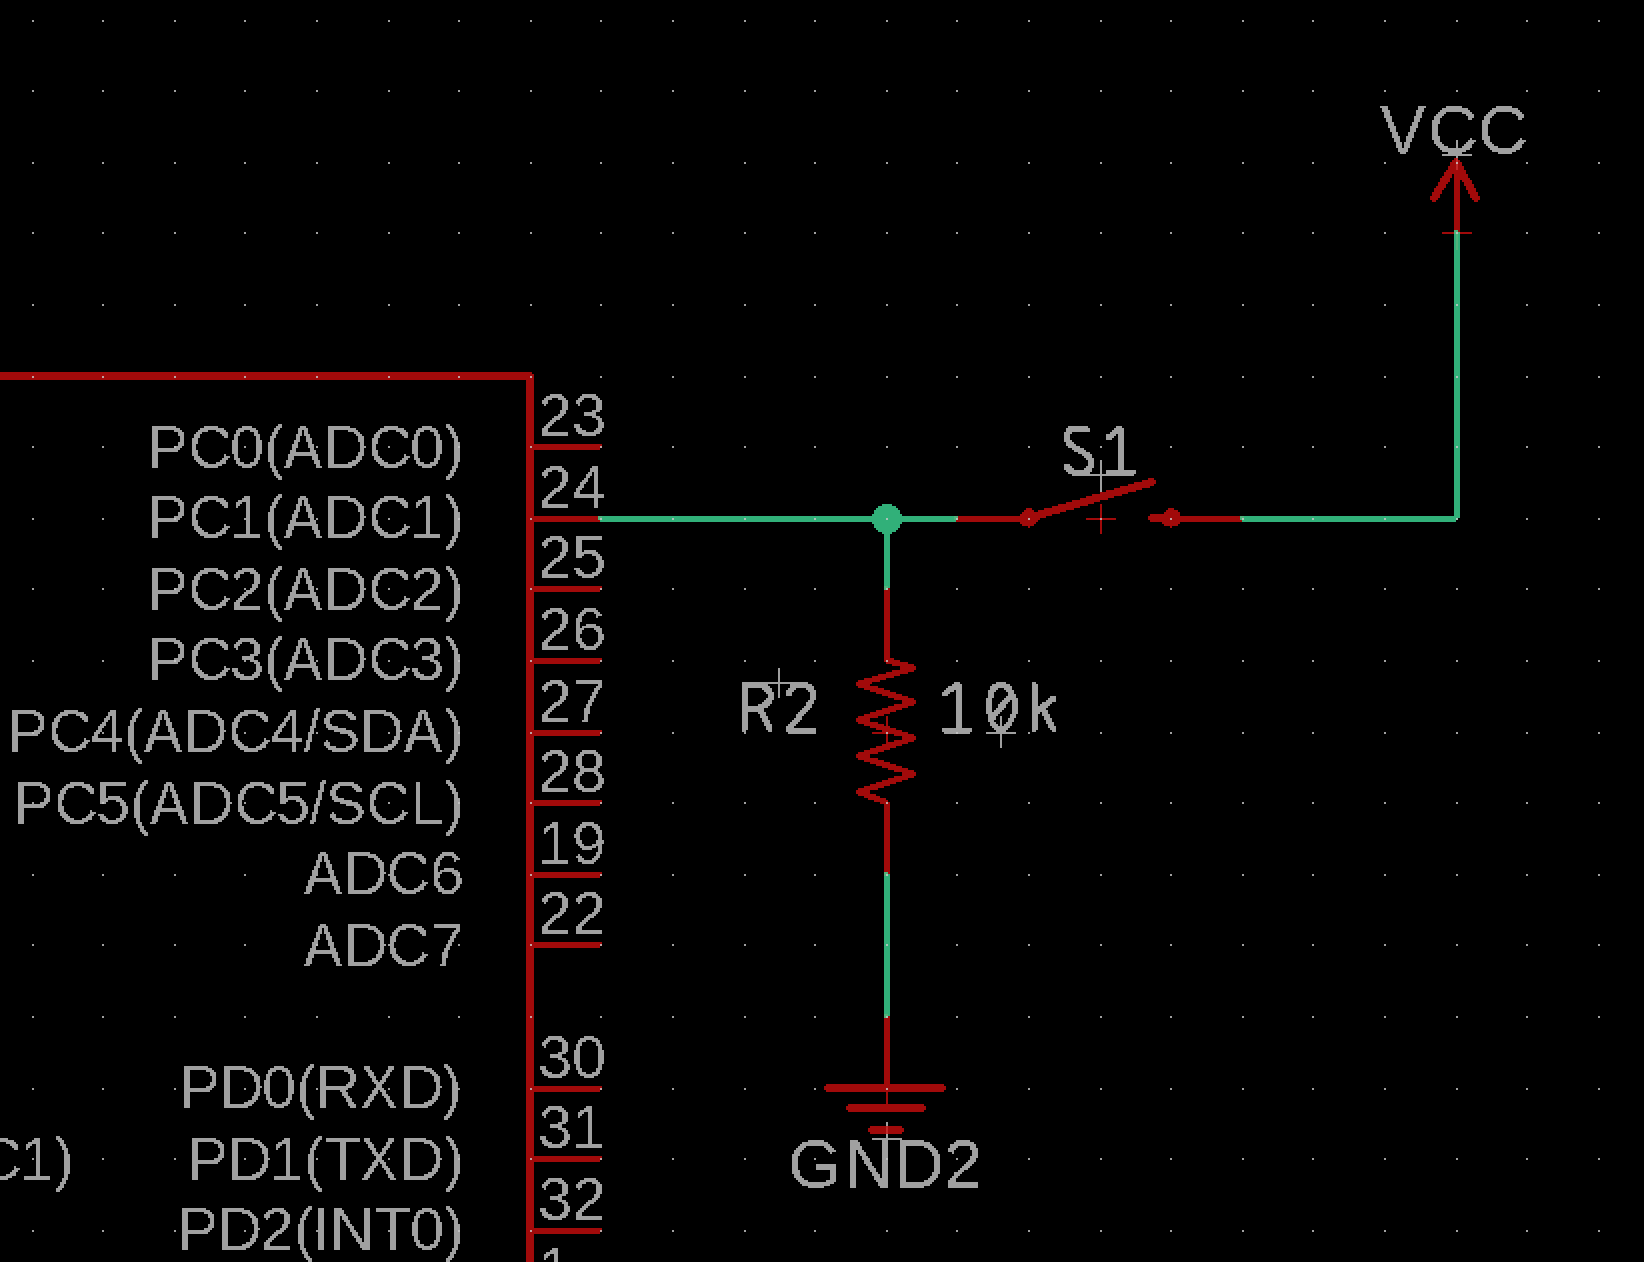 VCC
23
PC0(ADC0)
S1
24
PC1(ADC1)
25
PC2(ADC2)
26
PC3(ADC3)
27
R2 10k
PC4(ADC4/SDA)
28
PC5(ADC5/SCL)
19
ADC6
22
ADC7
30
PD0(RXD)
31
C1) PD1(TXD)
GND2
32
PD2(INT0)
1